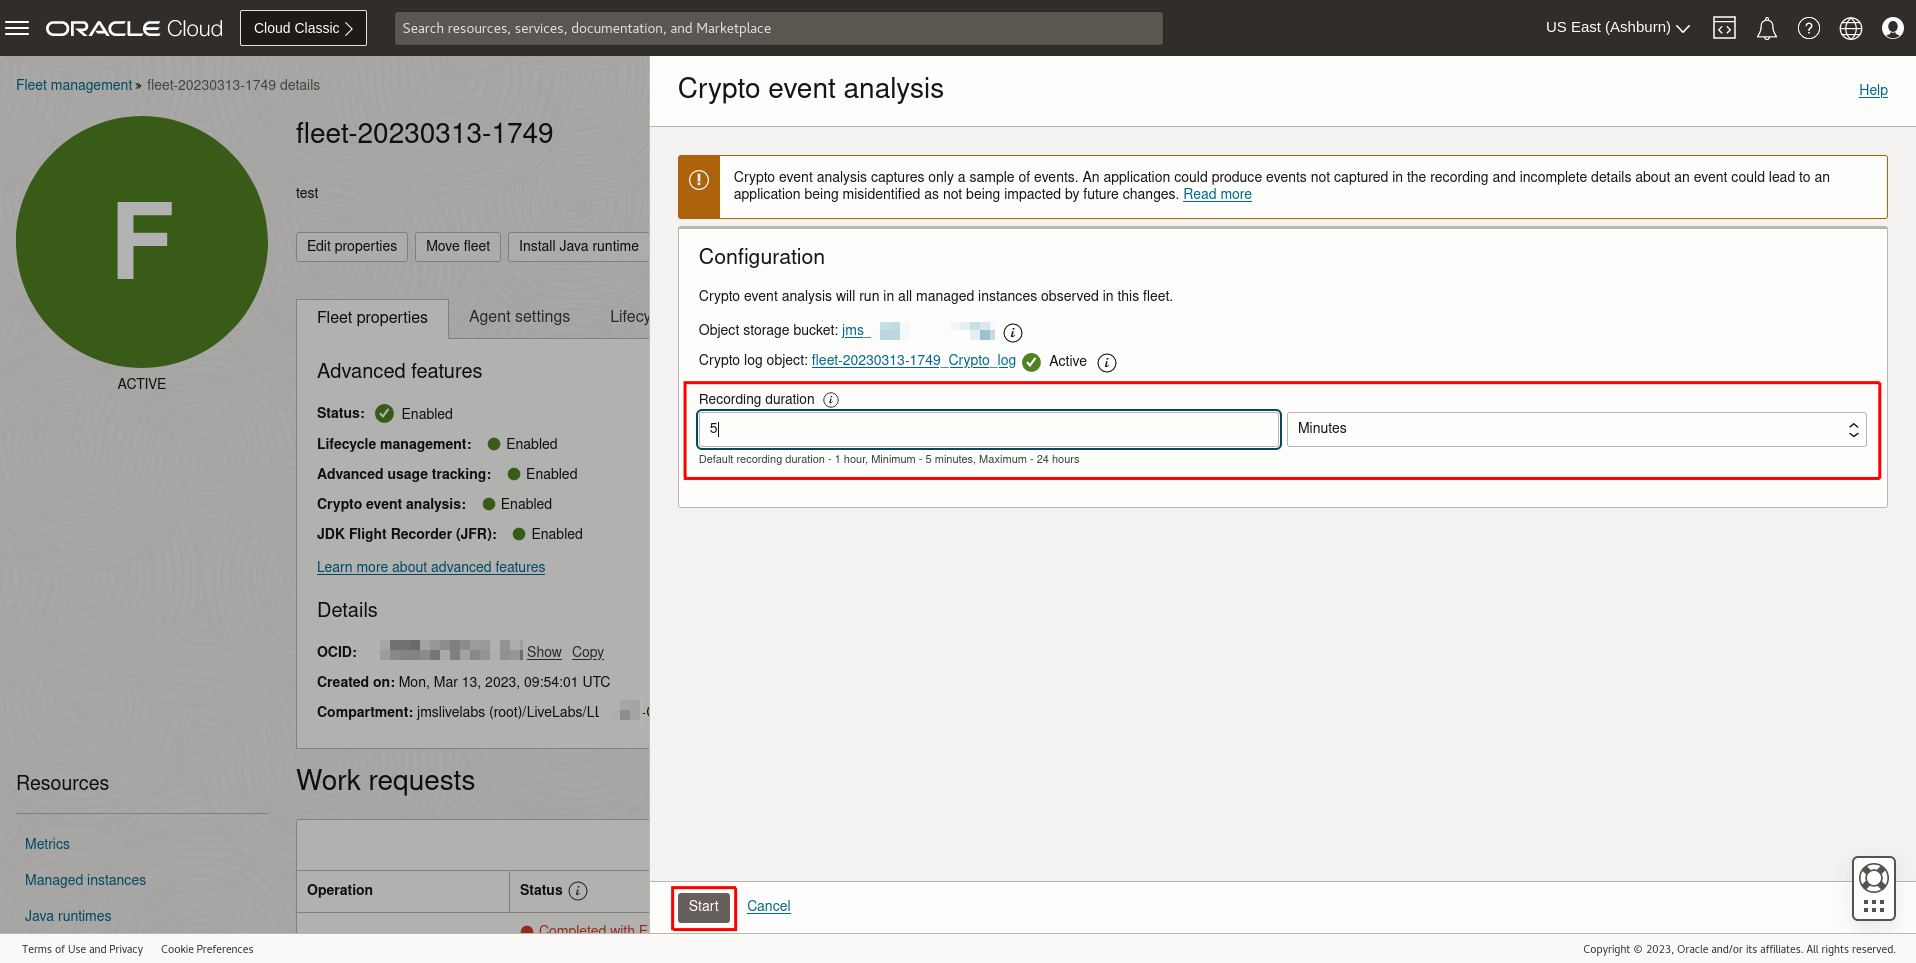 ORACLE Cloud
Cloud Classic
Search resources, services, documentation, and Marketplace
US East (Ashburn)
Fleet management » fleet-20230313-1749 details
F
ACTIVE
fleet-20230313-1749
test
Edit properties
Move fleet
Install Java runtime
Fleet properties
Agent settings
Lifecy
Advanced features
Status: Enabled
Lifecycle management: Enabled
Advanced usage tracking: Enabled
Crypto event analysis: Enabled
JDK Flight Recorder (JFR): Enabled
Learn more about advanced features
Details
OCID: Show Copy
Created on: Mon, Mar 13, 2023, 09:54:01 UTC
Compartment: jmslivelabs (root)/LiveLabs/
Resources
Metrics
Managed instances
Java runtimes
Work requests
Operation
Status
Completed with E
Crypto event analysis
Help
Crypto event analysis captures only a sample of events. An application could produce events not captured in the recording and incomplete details about an event could lead to an
application being misidentified as not being impacted by future changes. Read more
Configuration
Crypto event analysis will run in all managed instances observed in this fleet.
Object storage bucket: jms_
Crypto log object: fleet-20230313-1749_Crypto_log Active
Recording duration
5
Minutes
Default recording duration - 1 hour, Minimum - 5 minutes, Maximum - 24 hours
Start
Cancel
Terms of Use and Privacy
Cookie Preferences
Copyright © 2023, Oracle and/or its affiliates. All rights reserved.